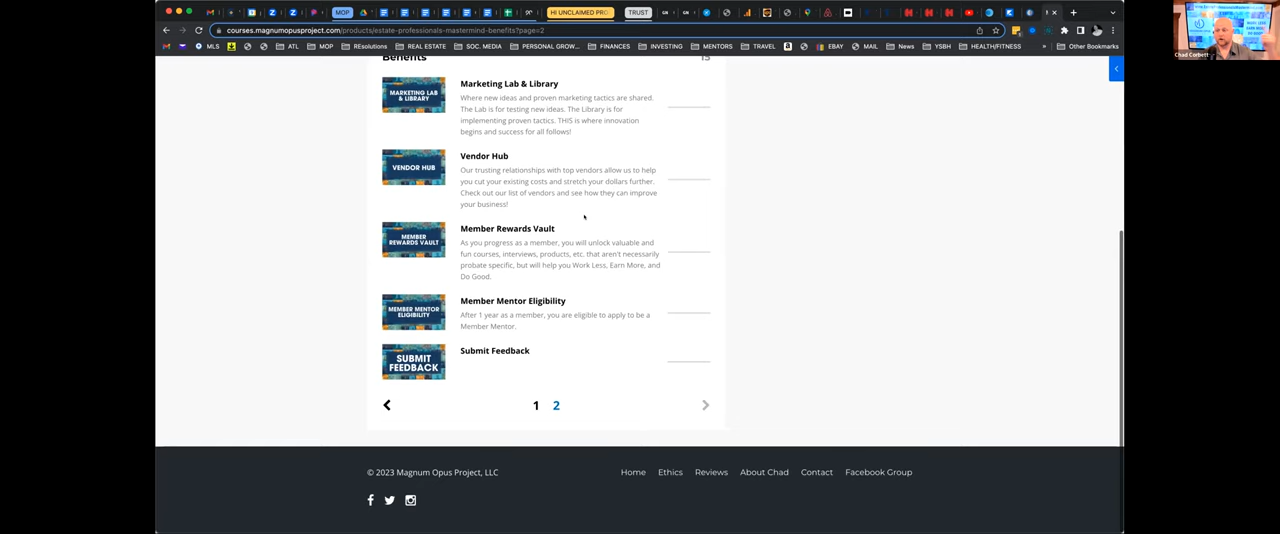 MOP
HI UNCLAIMED PRO
TRUST
courses.magnumopusproject.com/products/estate-professionals-mastermind-benefits?page=2
MLS
ATL
MOP
REsolutions
REAL ESTATE
SOC. MEDIA
PERSONAL GROW...
FINANCES
INVESTING
MENTORS
TRAVEL
EBAY
MAIL
News
YSBH
HEALTH/FITNESS
»
Other Bookmarks
Chad Corbett
Benefits
15
MARKETING LAB
& LIBRARY
Marketing Lab & Library
Where new ideas and proven marketing tactics are shared.
The Lab is for testing new ideas. The Library is for
implementing proven tactics. THIS is where innovation
begins and success for all follows!
VENDOR HUB
Vendor Hub
Our trusting relationships with top vendors allow us to help
you cut your existing costs and stretch your dollars further.
Check out our list of vendors and see how they can improve
your business!
MEMBER
REWARDS VAULT
Member Rewards Vault
As you progress as a member, you will unlock valuable and
fun courses, interviews, products, etc. that aren't necessarily
probate specific, but will help you Work Less, Earn More, and
Do Good.
MEMBER MENTOR
ELIGIBILITY
Member Mentor Eligibility
After 1 year as a member, you are eligible to apply to be a
Member Mentor.
SUBMIT
FEEDBACK
Submit Feedback
1 2
© 2023 Magnum Opus Project, LLC
Home Ethics Reviews About Chad Contact Facebook Group